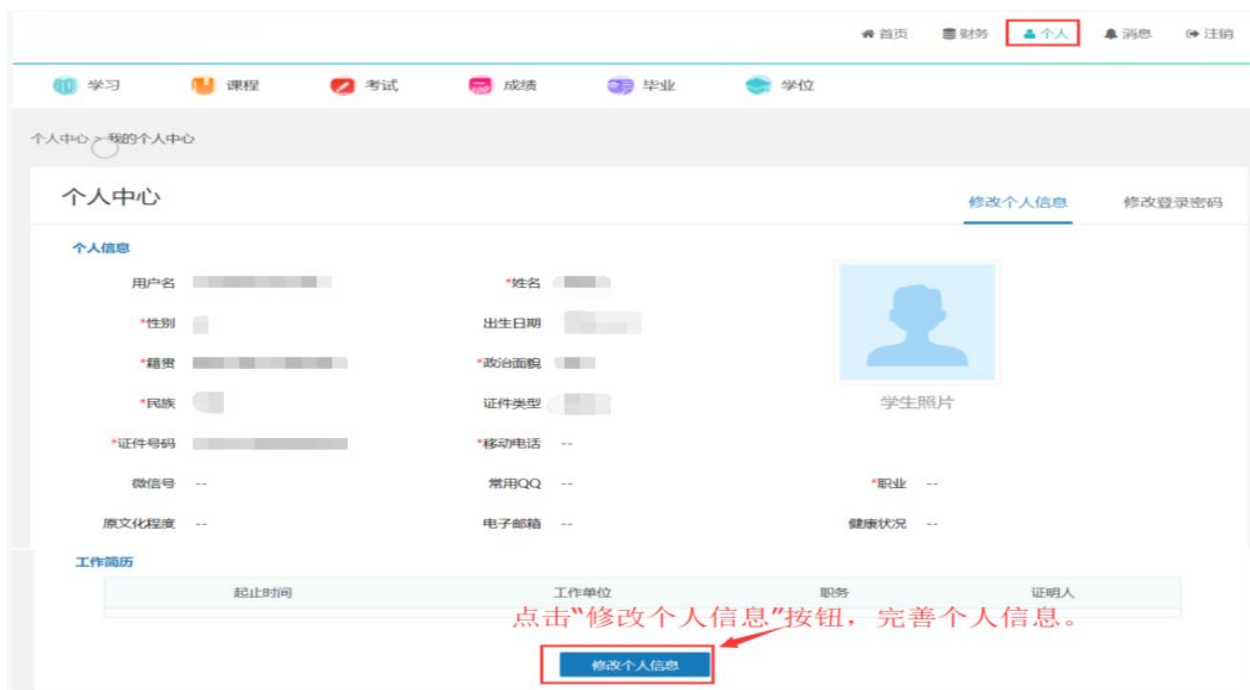 首页 财务 个人 消息 注销
学习 课程 考试 成绩 毕业 学位
个人中心 > 我的个人中心
个人中心 修改个人信息 修改登录密码
个人信息
用户名 *姓名
*性别 出生日期
*籍贯 *政治面貌
*民族 证件类型 学生照片
*证件号码 *移动电话 --
微信号 -- 常用QQ -- *职业 --
原文化程度 -- 电子邮箱 -- 健康状况 --
工作简历
起止时间 工作单位 职务 证明人
点击“修改个人信息”按钮，完善个人信息。
修改个人信息